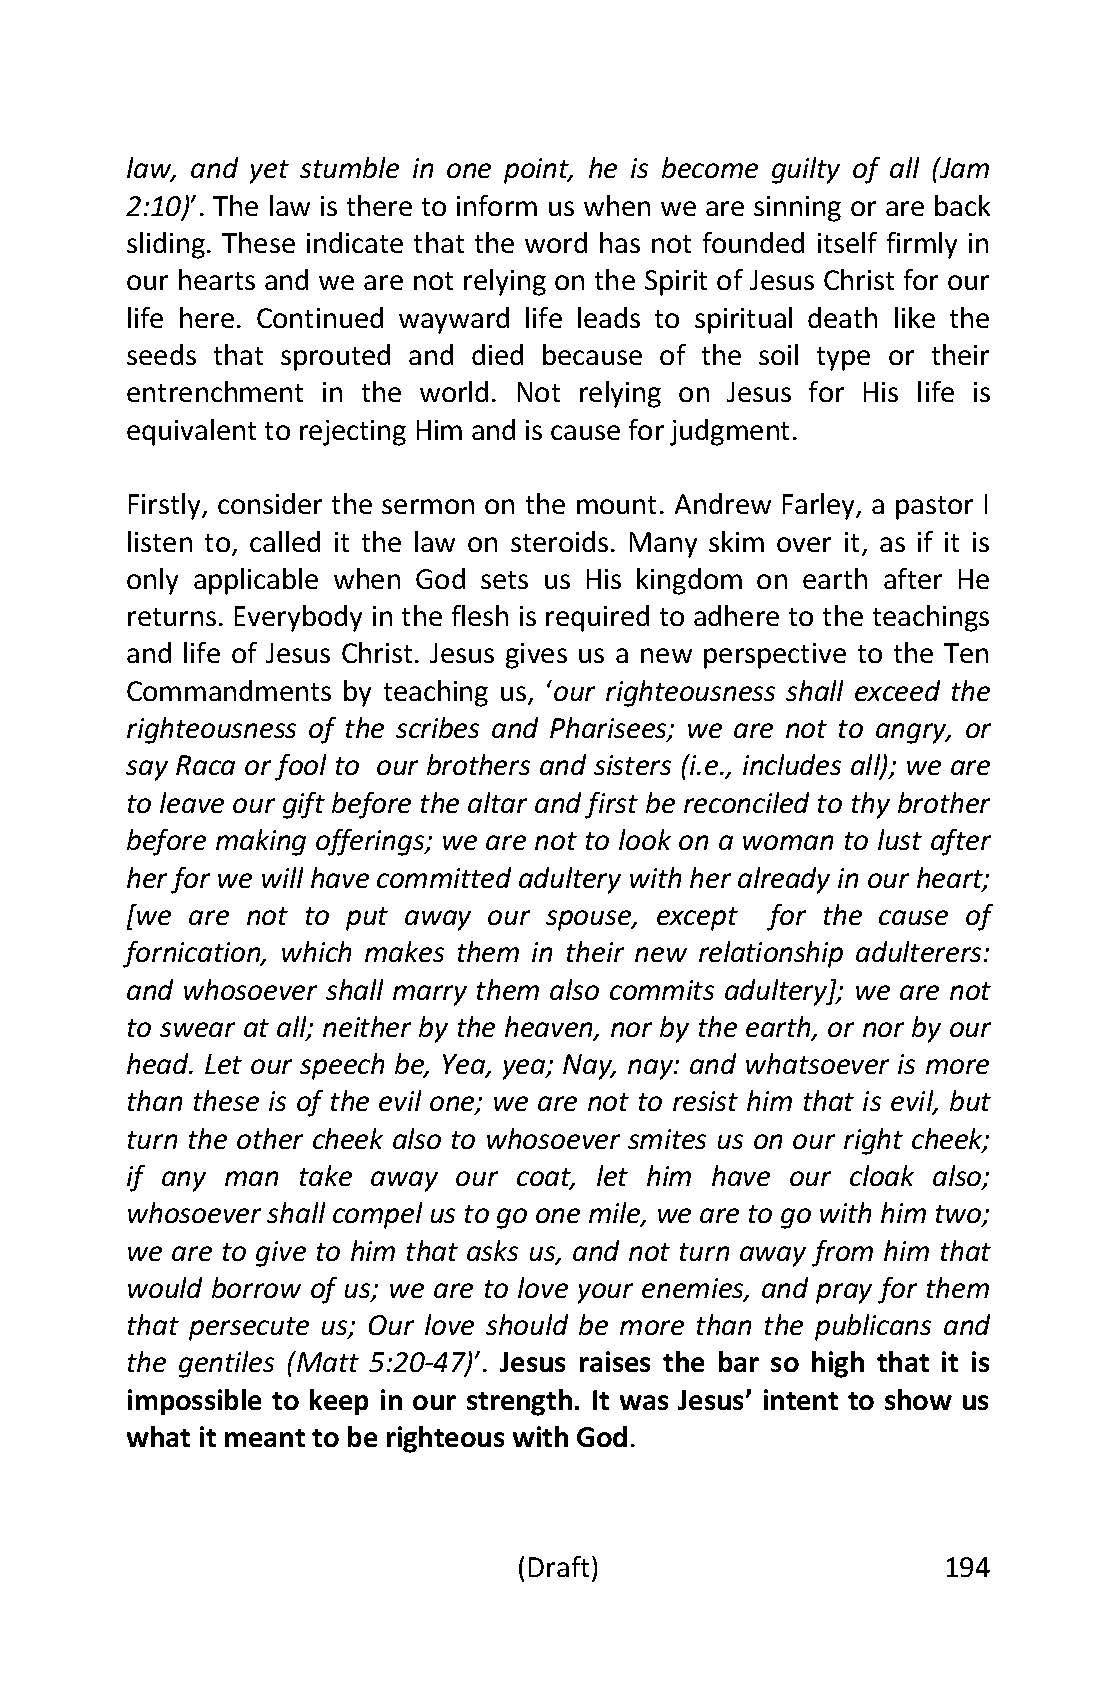 law, and yet stumble in one point, he is become guilty of all (Jam
2:10)’. The law is there to inform us when we are sinning or are back
sliding. These indicate that the word has not founded itself firmly in
our hearts and we are not relying on the Spirit of Jesus Christ for our
life here. Continued wayward life leads to spiritual death like the
seeds that sprouted and died because of the soil type or their
entrenchment in the world. Not relying on Jesus for His life is
equivalent to rejecting Him and is cause for judgment.
Firstly, consider the sermon on the mount. Andrew Farley, a pastor I
listen to, called it the law on steroids. Many skim over it, as if it is
only applicable when God sets us His kingdom on earth after He
returns. Everybody in the flesh is required to adhere to the teachings
and life of Jesus Christ. Jesus gives us a new perspective to the Ten
Commandments by teaching us, ‘our righteousness shall exceed the
righteousness of the scribes and Pharisees; we are not to angry, or
say Raca or fool to our brothers and sisters (i.e., includes all); we are
to leave our gift before the altar and first be reconciled to thy brother
before making offerings; we are not to look on a woman to lust after
her for we will have committed adultery with her already in our heart;
[we are not to put away our spouse, except for the cause of
fornication, which makes them in their new relationship adulterers:
and whosoever shall marry them also commits adultery]; we are not
to swear at all; neither by the heaven, nor by the earth, or nor by our
head. Let our speech be, Yea, yea; Nay, nay: and whatsoever is more
than these is of the evil one; we are not to resist him that is evil, but
turn the other cheek also to whosoever smites us on our right cheek;
if any man take away our coat, let him have our cloak also;
whosoever shall compel us to go one mile, we are to go with him two;
we are to give to him that asks us, and not turn away from him that
would borrow of us; we are to love your enemies, and pray for them
that persecute us; Our love should be more than the publicans and
the gentiles (Matt 5:20-47)’. Jesus raises the bar so high that it is
impossible to keep in our strength. It was Jesus’ intent to show us
what it meant to be righteous with God.
(Draft) 194